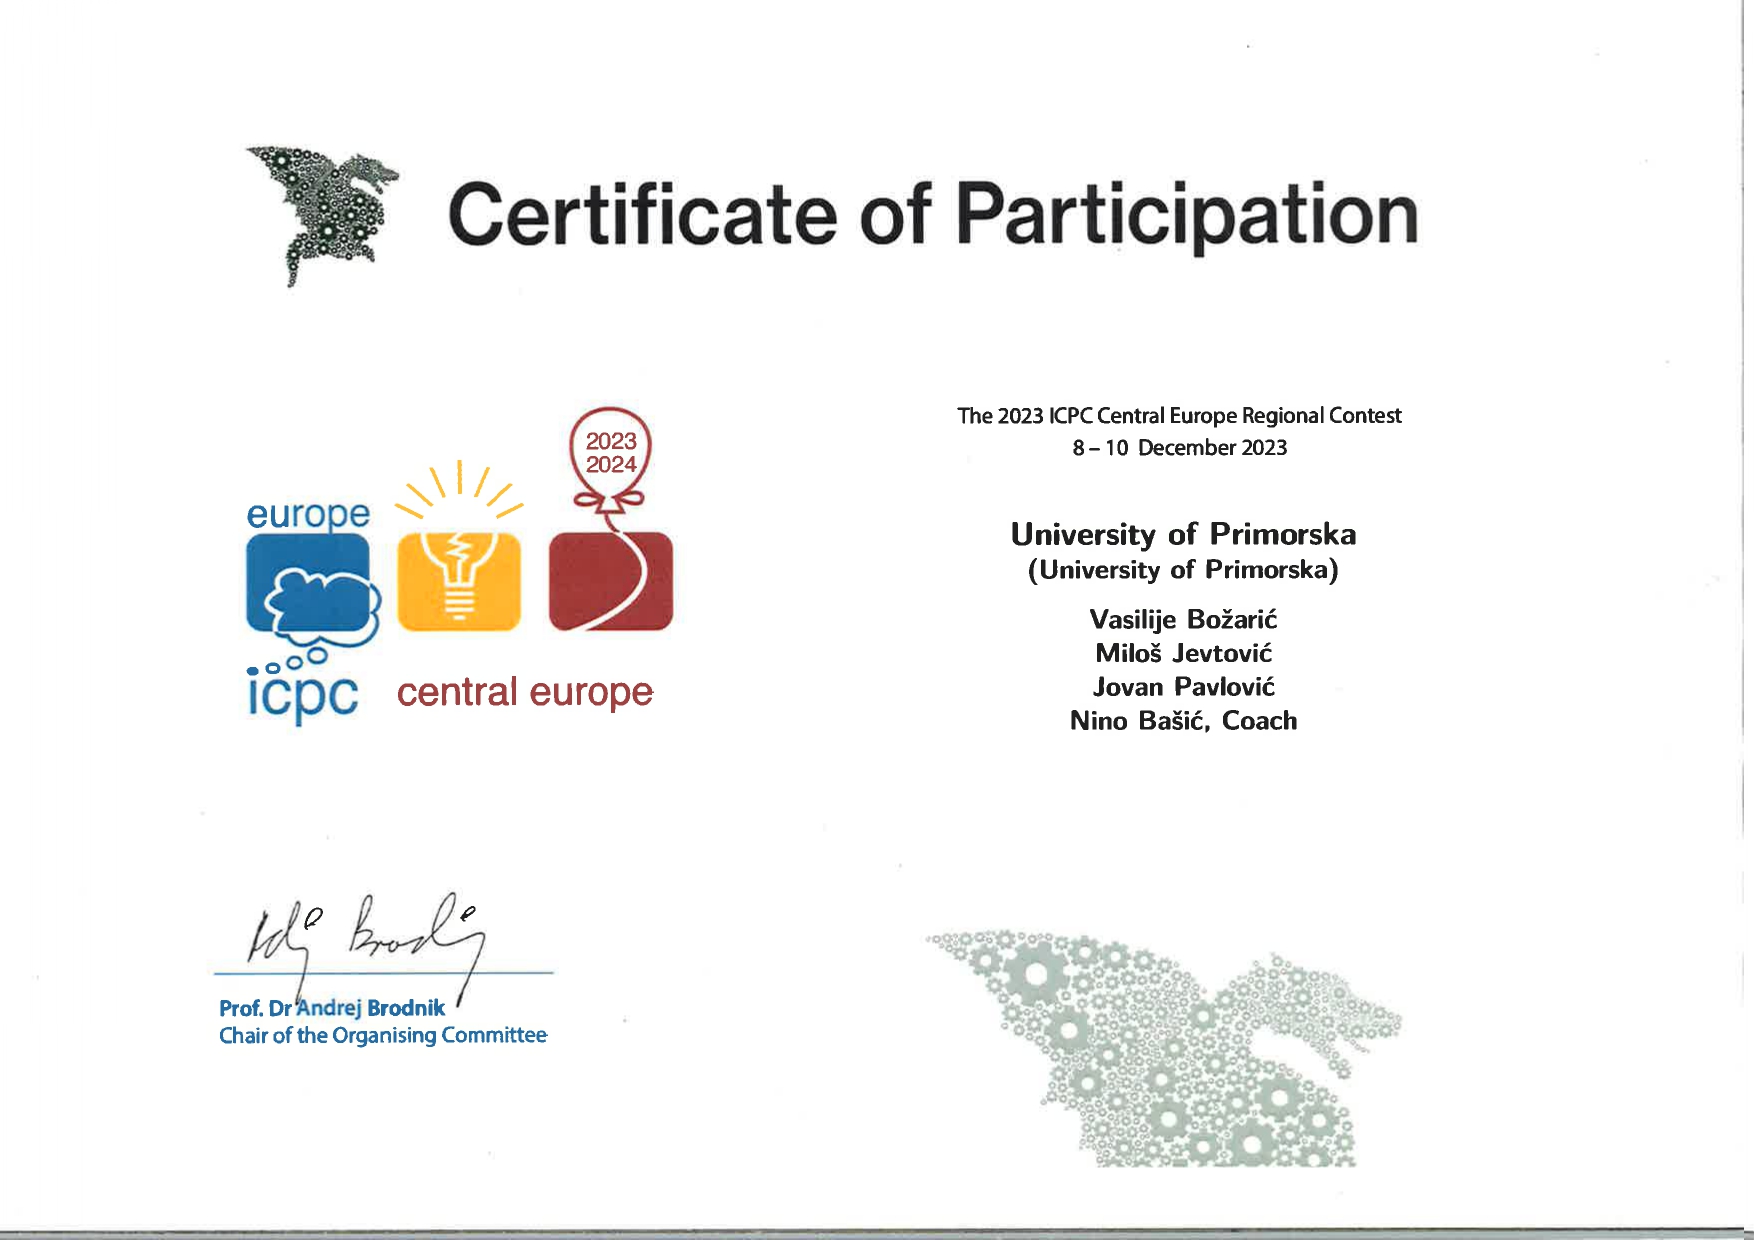 Certificate of Participation
europe
2023
2024
icpc
central europe
The 2023 ICPC Central Europe Regional Contest
8 – 10 December 2023
University of Primorska
(University of Primorska)
Vasilije Božarić
Miloš Jevtović
Jovan Pavlović
Nino Bašić, Coach
Prof. Dr Andrej Brodnik
Chair of the Organising Committee